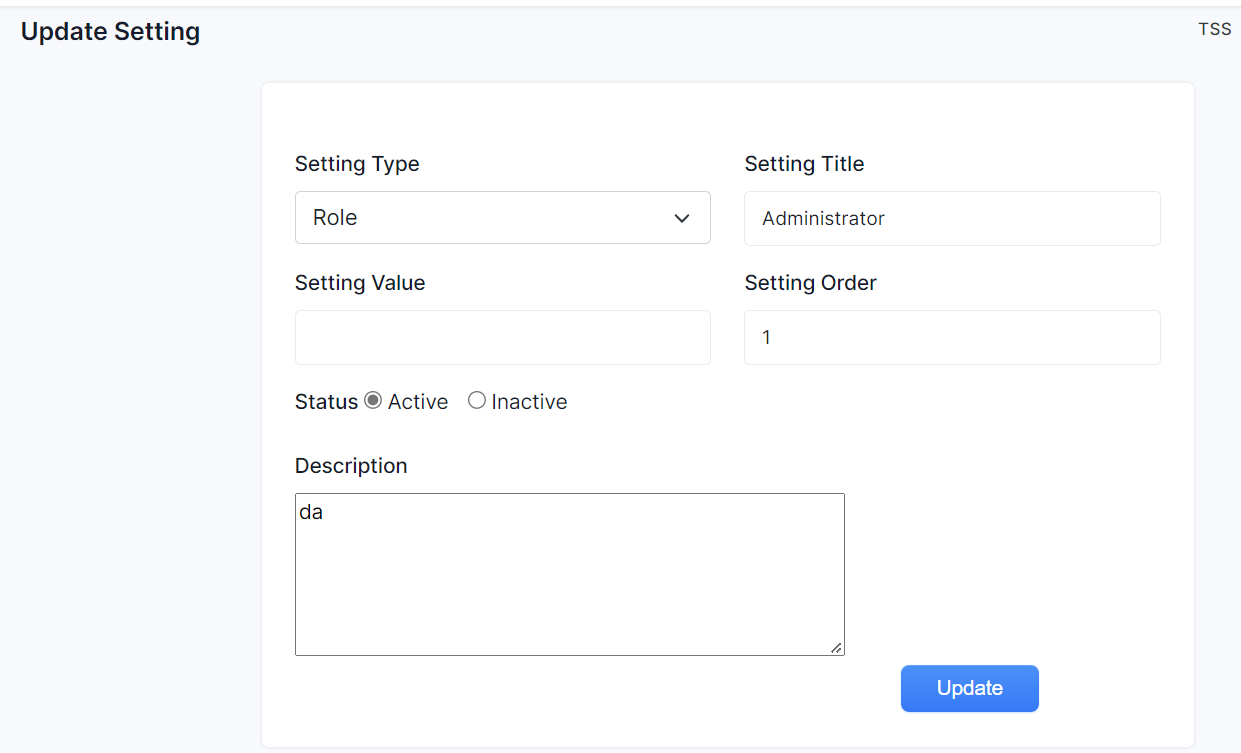 Update Setting
TSS
Setting Type
Setting Title
Role
Administrator
Setting Value
Setting Order
1
Status Active Inactive
Description
da
Update